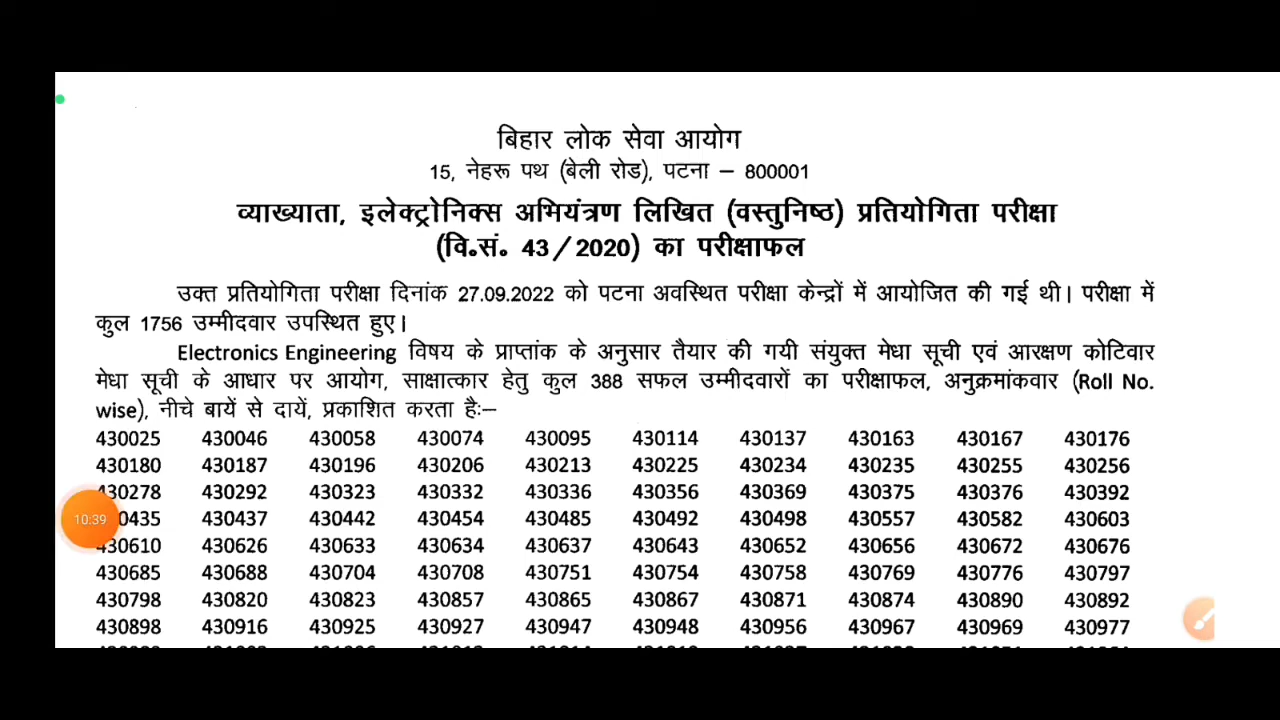 बिहार लोक सेवा आयोग
15, नेहरू पथ (बेली रोड), पटना – 800001
व्याख्याता, इलेक्ट्रोनिक्स अभियंत्रण लिखित (वस्तुनिष्ठ) प्रतियोगिता परीक्षा
(वि॰सं॰ 43/2020) का परीक्षाफल
उक्त प्रतियोगिता परीक्षा दिनांक 27.09.2022 को पटना अवस्थित परीक्षा केन्द्रों में आयोजित की गई थी। परीक्षा में
कुल 1756 उम्मीदवार उपस्थित हुए।
Electronics Engineering विषय के प्राप्तांक के अनुसार तैयार की गयी संयुक्त मेधा सूची एवं आरक्षण कोटिवार
मेधा सूची के आधार पर आयोग, साक्षात्कार हेतु कुल 388 सफल उम्मीदवारों का परीक्षाफल, अनुक्रमांकवार (Roll No.
wise), नीचे बायें से दायें, प्रकाशित करता है:–
430025 430046 430058 430074 430095 430114 430137 430163 430167 430176
430180 430187 430196 430206 430213 430225 430234 430235 430255 430256
430278 430292 430323 430332 430336 430356 430369 430375 430376 430392
10:39 430437 430442 430454 430485 430492 430498 430557 430582 430603
430610 430626 430633 430634 430637 430643 430652 430656 430672 430676
430685 430688 430704 430708 430751 430754 430758 430769 430776 430797
430798 430820 430823 430857 430865 430867 430871 430874 430890 430892
430898 430916 430925 430927 430947 430948 430956 430967 430969 430977